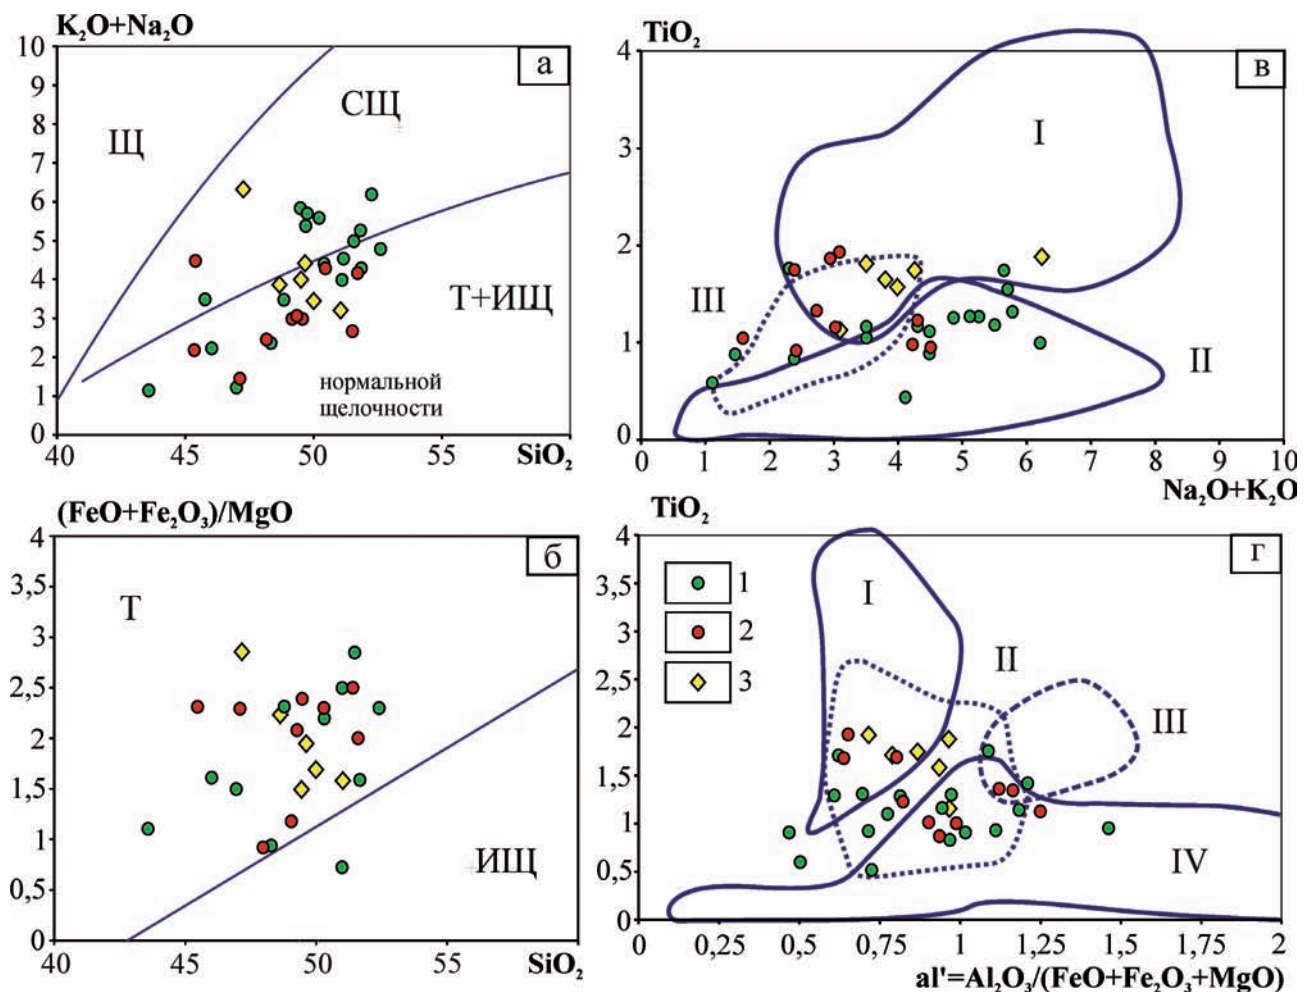 K₂O+Na₂O
а
10
9
8
7
6
5
4
3
2
1
0
Щ
СЩ
Т+ИЩ
нормальной
щелочности
40
45
50
55
SiO₂
TiO₂
в
4
3
2
1
0
I
II
III
0
1
2
3
4
5
6
7
8
9
10
Na₂O+K₂O
(FeO+Fe₂O₃)/MgO
б
4
3,5
3
2,5
2
1,5
1
0,5
0
Т
ИЩ
40
45
50
SiO₂
TiO₂
г
4
3,5
3
2,5
2
1,5
1
0,5
0
1
2
3
I
II
III
IV
0
0,25
0,5
0,75
1
1,25
1,5
1,75
2
al'=Al₂O₃/(FeO+Fe₂O₃+MgO)